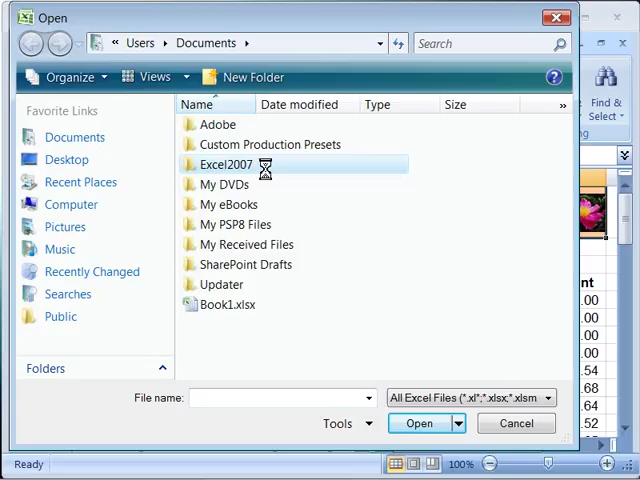 Open
« Users ▸ Documents ▸
Search
Organize
Views
New Folder
Favorite Links
Documents
Desktop
Recent Places
Computer
Pictures
Music
Recently Changed
Searches
Public
Folders
Name
Date modified
Type
Size
»
Adobe
Custom Production Presets
Excel2007
My DVDs
My eBooks
My PSP8 Files
My Received Files
SharePoint Drafts
Updater
Book1.xlsx
File name:
All Excel Files (*.xl*;*.xlsx;*.xlsm
Tools
Open
Cancel
Find &
Select
ng
nt
.00
.00
.00
.00
.54
.68
.64
.52
Ready
100%